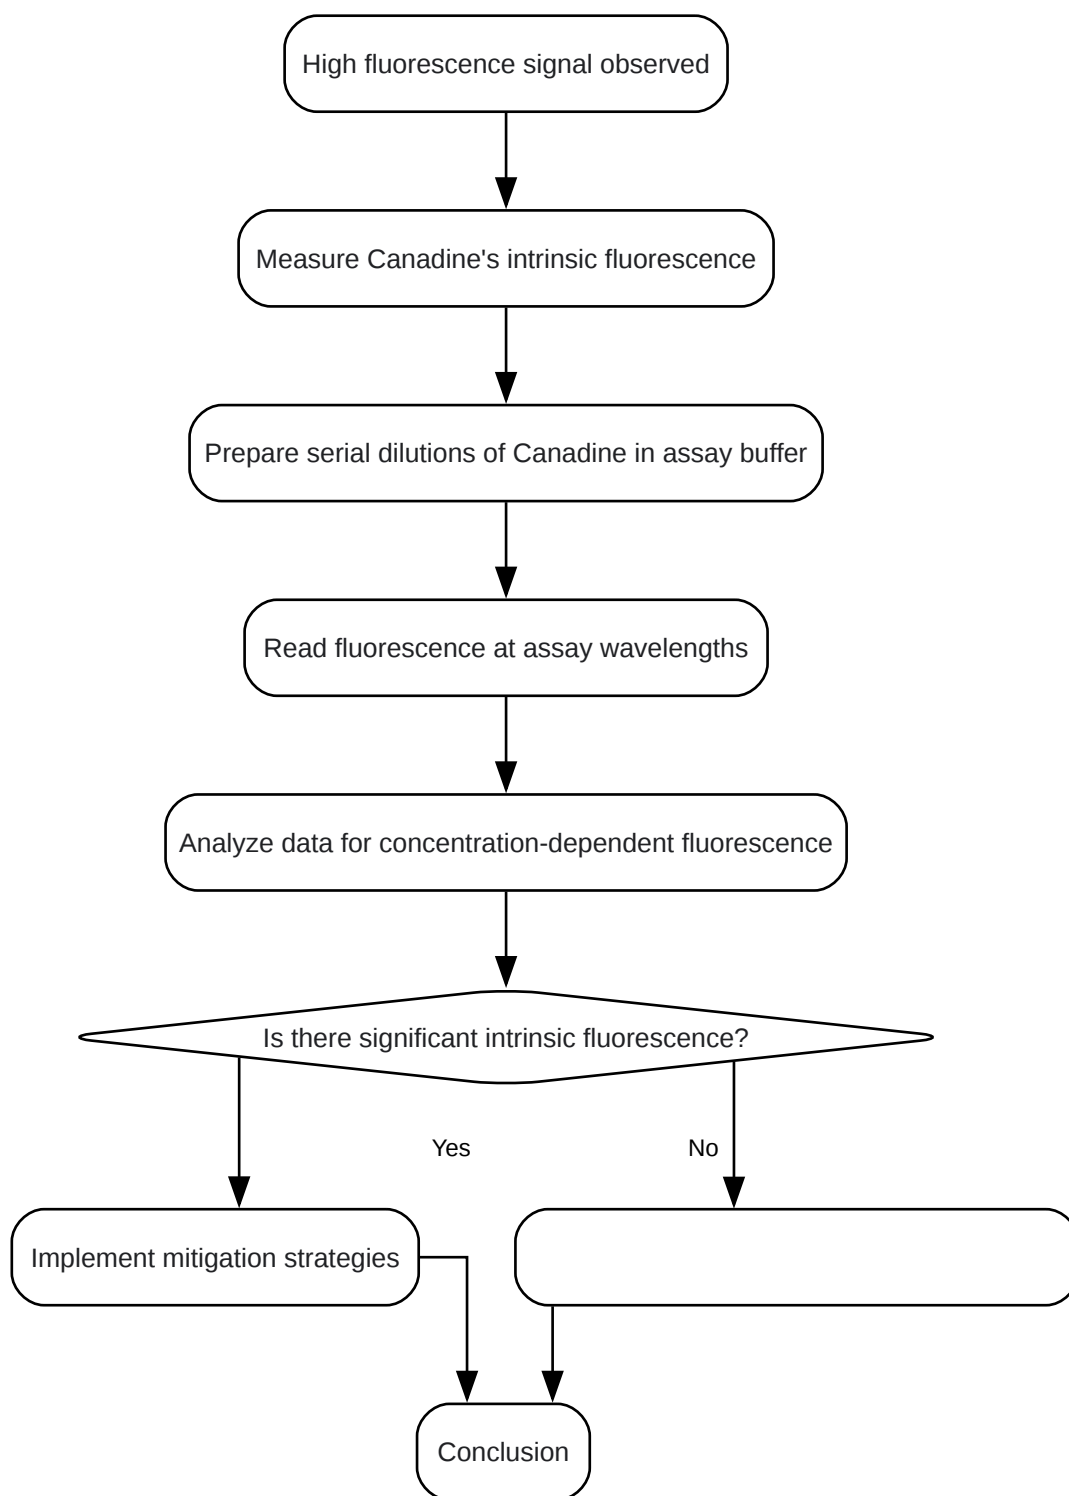 High fluorescence signal observed
Measure Canadine's intrinsic fluorescence
Prepare serial dilutions of Canadine in assay buffer
Read fluorescence at assay wavelengths
Analyze data for concentration-dependent fluorescence
Is there significant intrinsic fluorescence?
Yes
No
Implement mitigation strategies
Conclusion